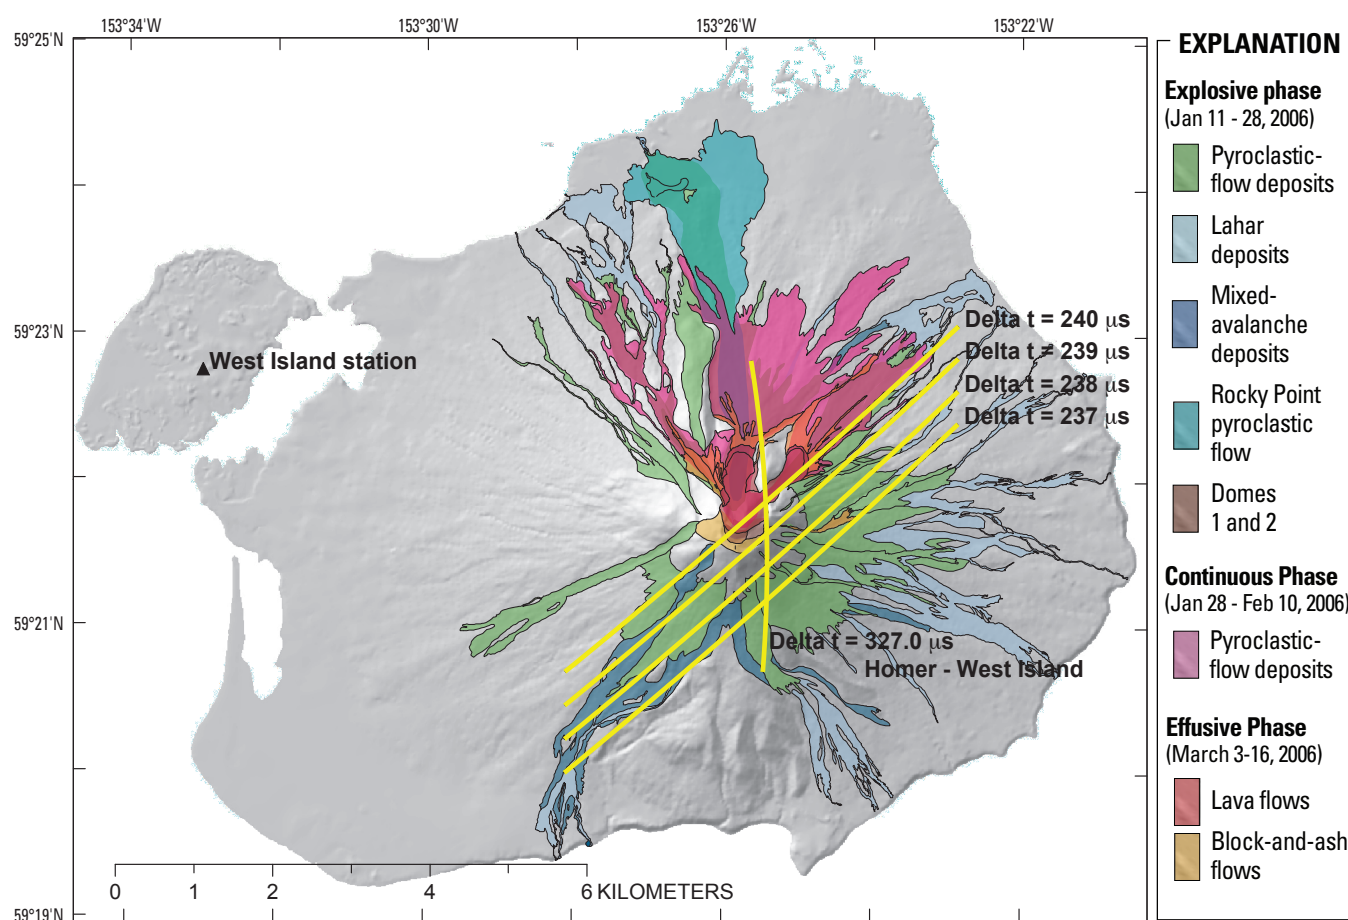 153°34'W
153°30'W
153°26'W
153°22'W
59°25'N
59°23'N
59°21'N
59°19'N
West Island station
Delta t = 240 μs
Delta t = 239 μs
Delta t = 238 μs
Delta t = 237 μs
Delta t = 327.0 μs
Homer - West Island
0 1 2 4 6 KILOMETERS
EXPLANATION
Explosive phase
(Jan 11 - 28, 2006)
Pyroclastic-
flow deposits
Lahar
deposits
Mixed-
avalanche
deposits
Rocky Point
pyroclastic
flow
Domes
1 and 2
Continuous Phase
(Jan 28 - Feb 10, 2006)
Pyroclastic-
flow deposits
Effusive Phase
(March 3-16, 2006)
Lava flows
Block-and-ash
flows